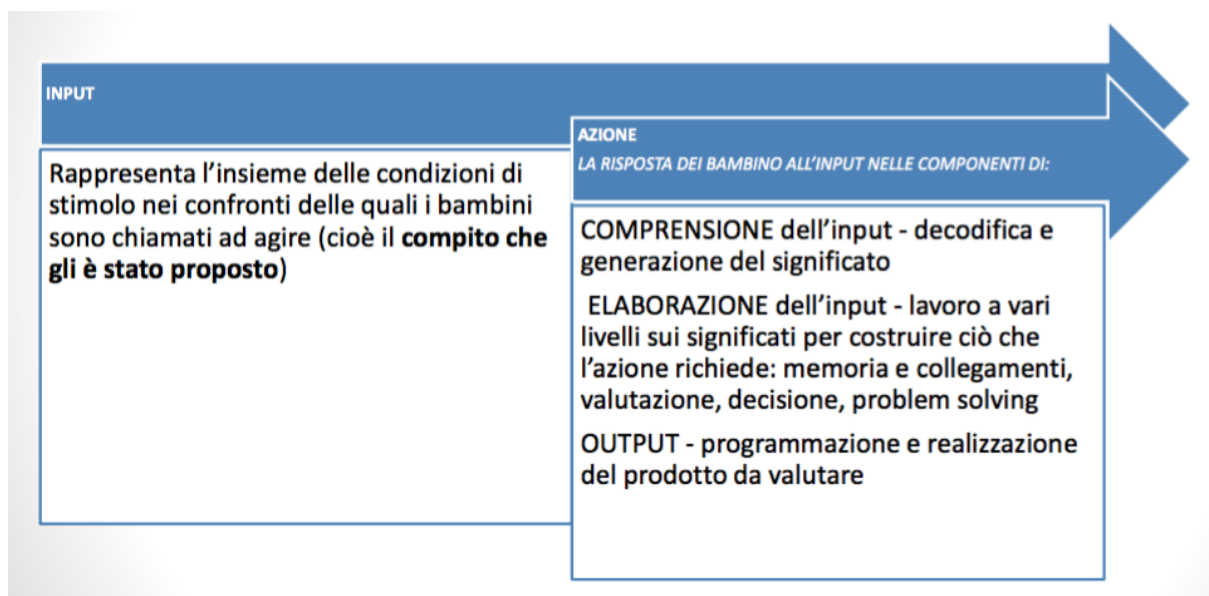 INPUT
Rappresenta l'insieme delle condizioni di
stimolo nei confronti delle quali i bambini
sono chiamati ad agire (cioè il compito che
gli è stato proposto)
AZIONE
LA RISPOSTA DEI BAMBINO ALL'INPUT NELLE COMPONENTI DI:
COMPRENSIONE dell'input - decodifica e
generazione del significato
ELABORAZIONE dell'input - lavoro a vari
livelli sui significati per costruire ciò che
l'azione richiede: memoria e collegamenti,
valutazione, decisione, problem solving
OUTPUT - programmazione e realizzazione
del prodotto da valutare